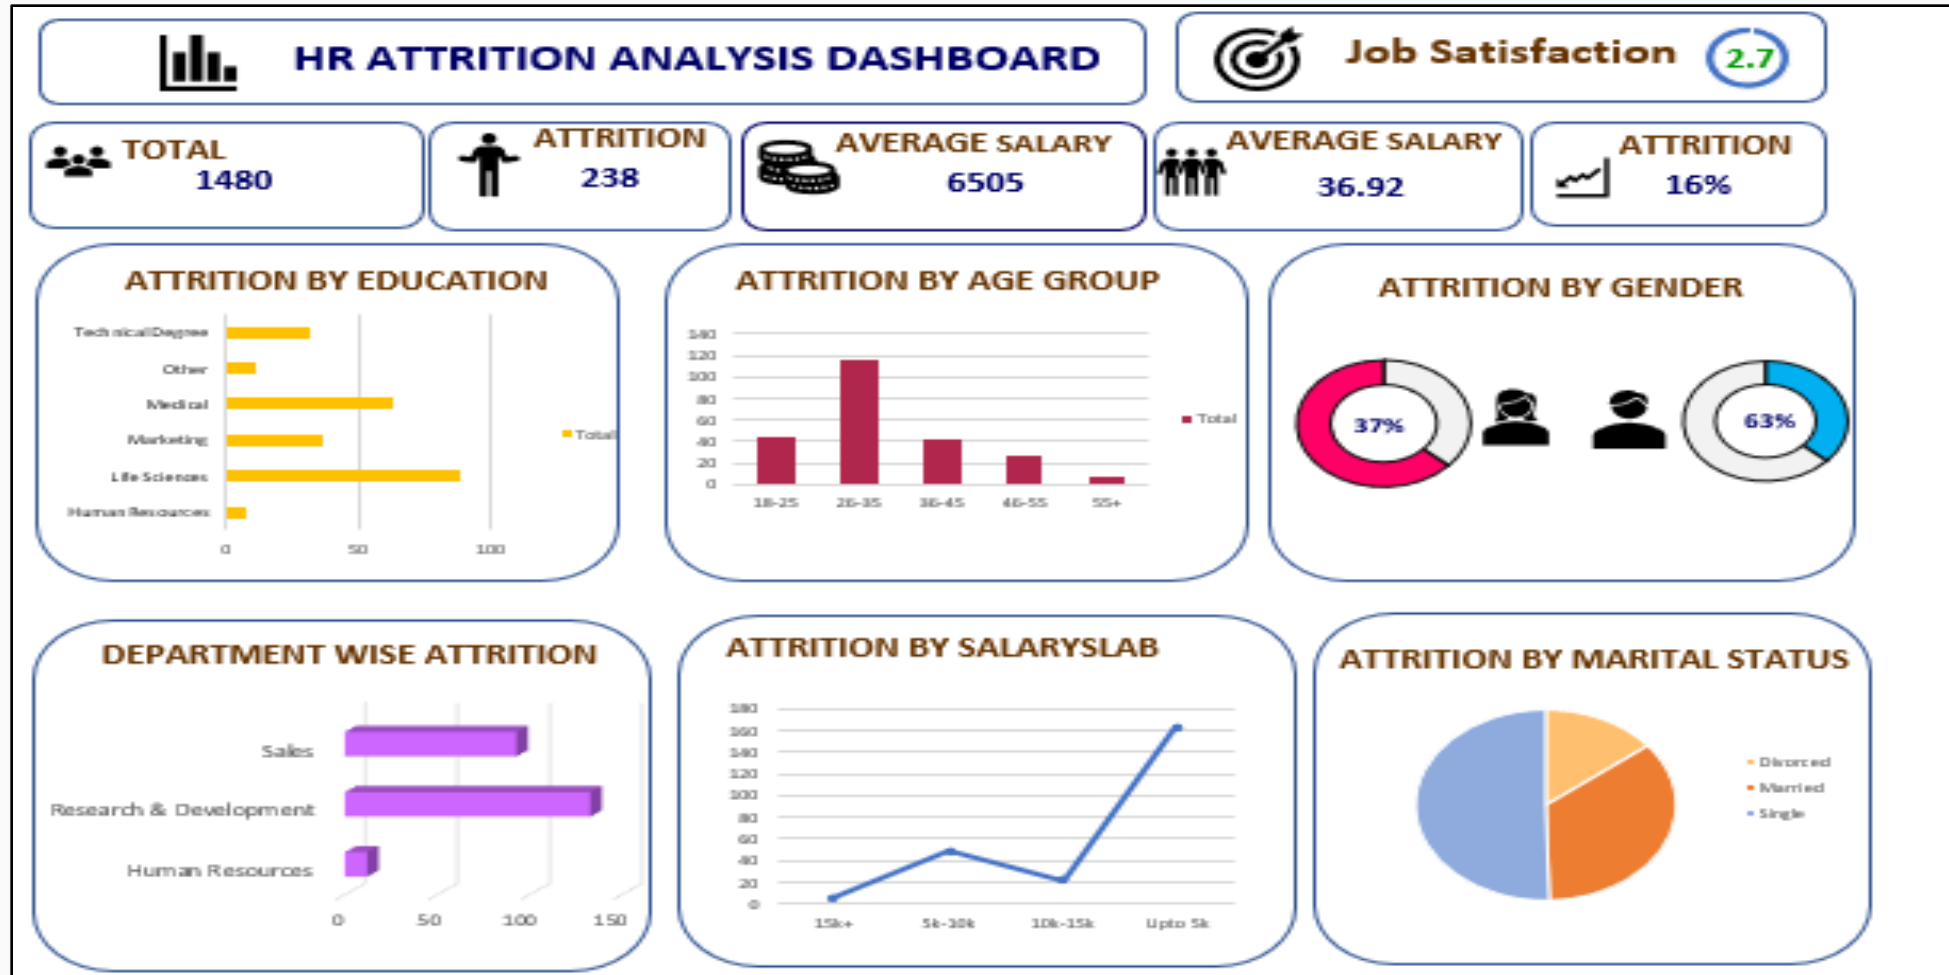 HR ATTRITION ANALYSIS DASHBOARD
Job Satisfaction
2.7
TOTAL
1480
ATTRITION
238
AVERAGE SALARY
6505
AVERAGE SALARY
36.92
ATTRITION
16%
ATTRITION BY EDUCATION
Technical Degree
Other
Medical
Marketing
Life Sciences
Human Resources
0 50 100
Total
ATTRITION BY AGE GROUP
140
120
100
80
60
40
20
0
18-25 26-35 36-45 46-55 55+
Total
ATTRITION BY GENDER
37%
63%
DEPARTMENT WISE ATTRITION
Sales
Research & Development
Human Resources
0 50 100 150
ATTRITION BY SALARYSLAB
180
160
140
120
100
80
60
40
20
0
15k+ 5k-10k 10k-15k Upto 5k
ATTRITION BY MARITAL STATUS
Divorced
Married
Single